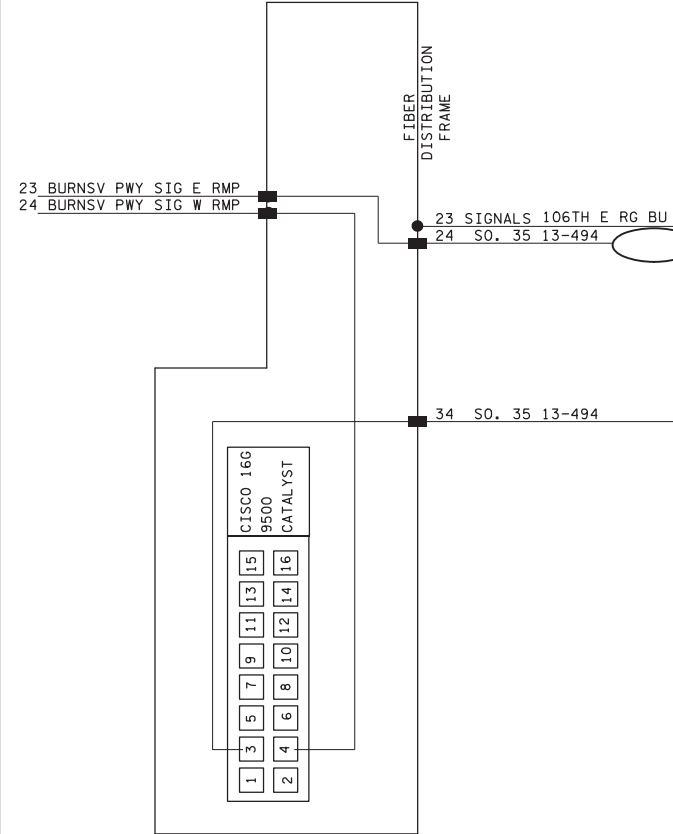 FIBER
DISTRIBUTION
FRAME
23 BURNSV PWY SIG E RMP
24 BURNSV PWY SIG W RMP
23 SIGNALS 106TH E RG BU
24 SO. 35 13-494
34 SO. 35 13-494
CISCO 16G
9500
CATALYST
15 16
13 14
11 12
9 10
7 8
5 6
3 4
1 2